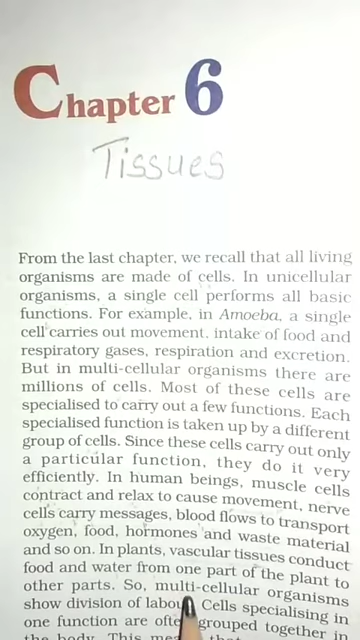 Chapter 6
Tissues
From the last chapter, we recall that all living
organisms are made of cells. In unicellular
organisms, a single cell performs all basic
functions. For example, in Amoeba, a single
cell carries out movement, intake of food and
respiratory gases, respiration and excretion.
But in multi-cellular organisms there are
millions of cells. Most of these cells are
specialised to carry out a few functions. Each
specialised function is taken up by a different
group of cells. Since these cells carry out only
a particular function, they do it very
efficiently. In human beings, muscle cells
contract and relax to cause movement, nerve
cells carry messages, blood flows to transport
oxygen, food, hormones and waste material
and so on. In plants, vascular tissues conduct
food and water from one part of the plant to
other parts. So, multi-cellular organisms
show division of labour. Cells specialising in
one function are often grouped together in
the body. This